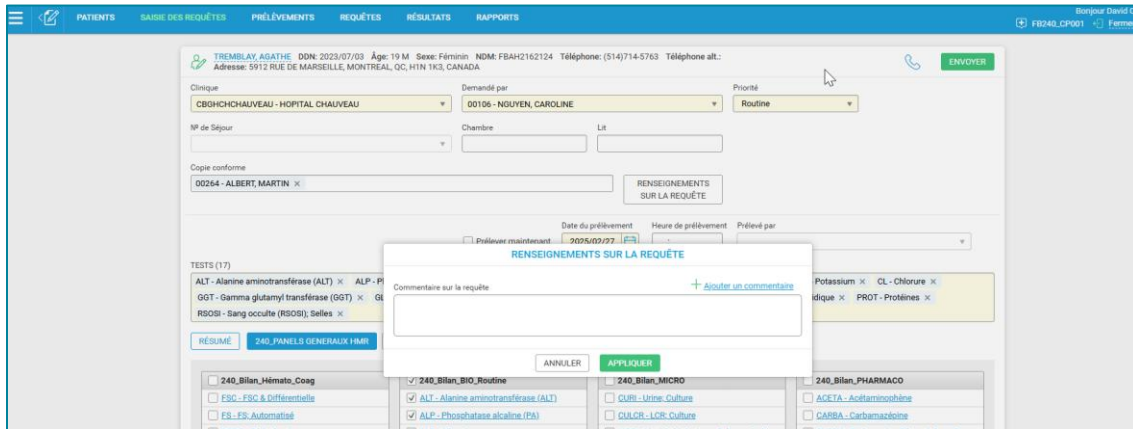 PATIENTS SAISIE DES REQUÊTES PRÉLÈVEMENTS REQUÊTES RÉSULTATS RAPPORTS
Bonjour David
FB240_CP001 Ferme
TREMBLAY, AGATHE DDN: 2023/07/03 Âge: 19 M Sexe: Féminin NDM: FBAH2162124 Téléphone: (514)714-5763 Téléphone alt.:
Adresse: 5912 RUE DE MARSEILLE, MONTREAL, QC, H1N 1K3, CANADA
ENVOYER
Clinique Demandé par Priorité
CBGHCHCHAUVEAU - HOPITAL CHAUVEAU 00106 - NGUYEN, CAROLINE Routine
Nº de Séjour Chambre Lit
Copie conforme
00264 - ALBERT, MARTIN × RENSEIGNEMENTS
SUR LA REQUÊTE
Date du prélèvement Heure de prélèvement Prélevé par
Prélever maintenant 2025/02/27 :
RENSEIGNEMENTS SUR LA REQUÊTE
TESTS (17)
ALT - Alanine aminotransférase (ALT) × ALP - P Potassium × CL - Chlorure ×
Commentaire sur la requête + Ajouter un commentaire
GGT - Gamma glutamyl transférase (GGT) × idique × PROT - Protéines ×
RSOSI - Sang occulte (RSOSI); Selles ×
RÉSUMÉ 240_PANELS GENERAUX HMR
ANNULER APPLIQUER
240_Bilan_Hémato_Coag 240_Bilan_BIO_Routine 240_Bilan_MICRO 240_Bilan_PHARMACO
FSC - FSC & Différentielle ALT - Alanine aminotransférase (ALT) CURI - Urine; Culture ACETA - Acétaminophène
FS - FS; Automatisé ALP - Phosphatase alcaline (PA) CULCR - LCR; Culture CARBA - Carbamazépine